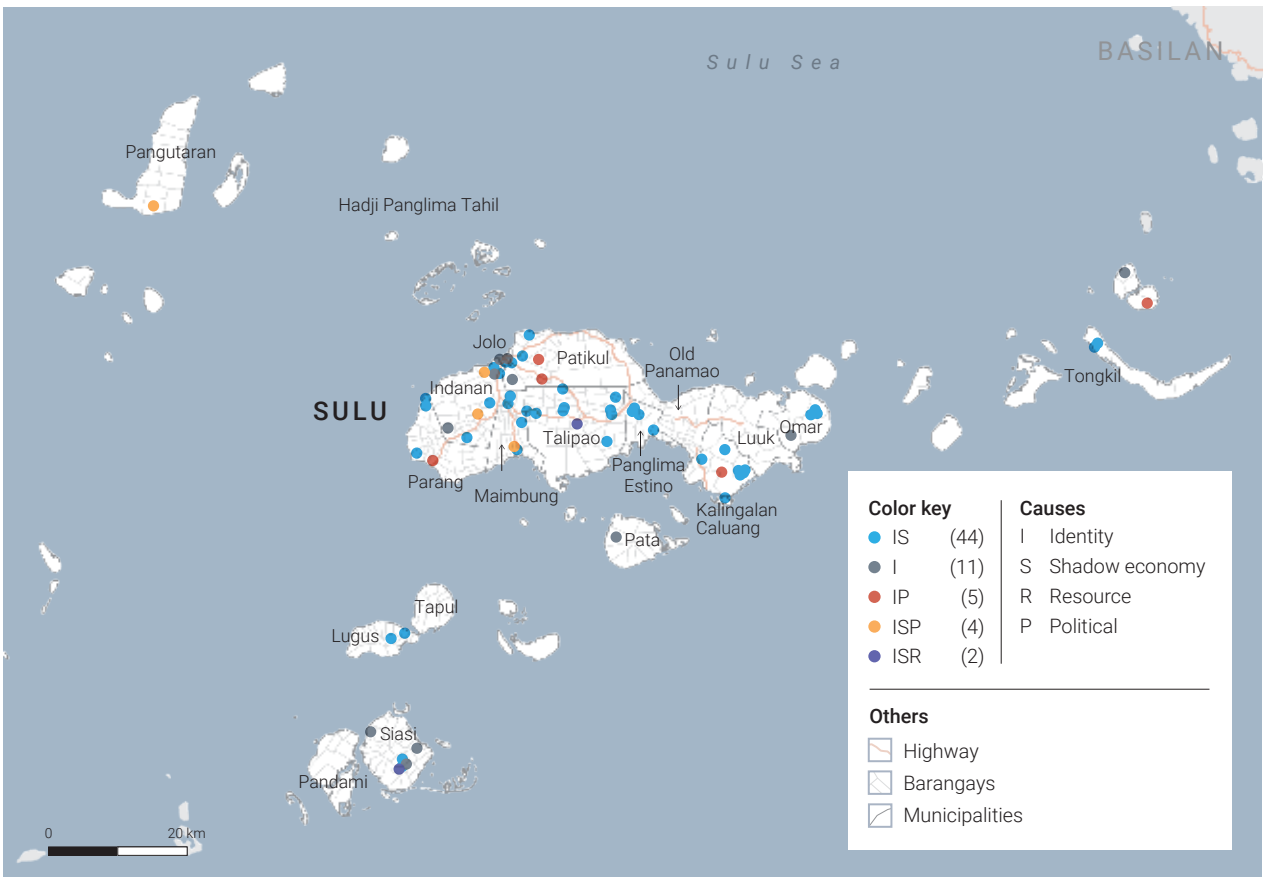 Sulu Sea
BASILAN
Pangutaran
Hadji Panglima Tahil
Jolo
Patikul
Old
Panamao
Tongkil
Indanan
SULU
Talipao
Luuk
Omar
Panglima
Estino
Parang
Maimbung
Kalingalan
Caluang
Pata
Tapul
Lugus
Siasi
Pandami
0 20 km
Color key
IS (44)
I (11)
IP (5)
ISP (4)
ISR (2)
Causes
I Identity
S Shadow economy
R Resource
P Political
Others
Highway
Barangays
Municipalities